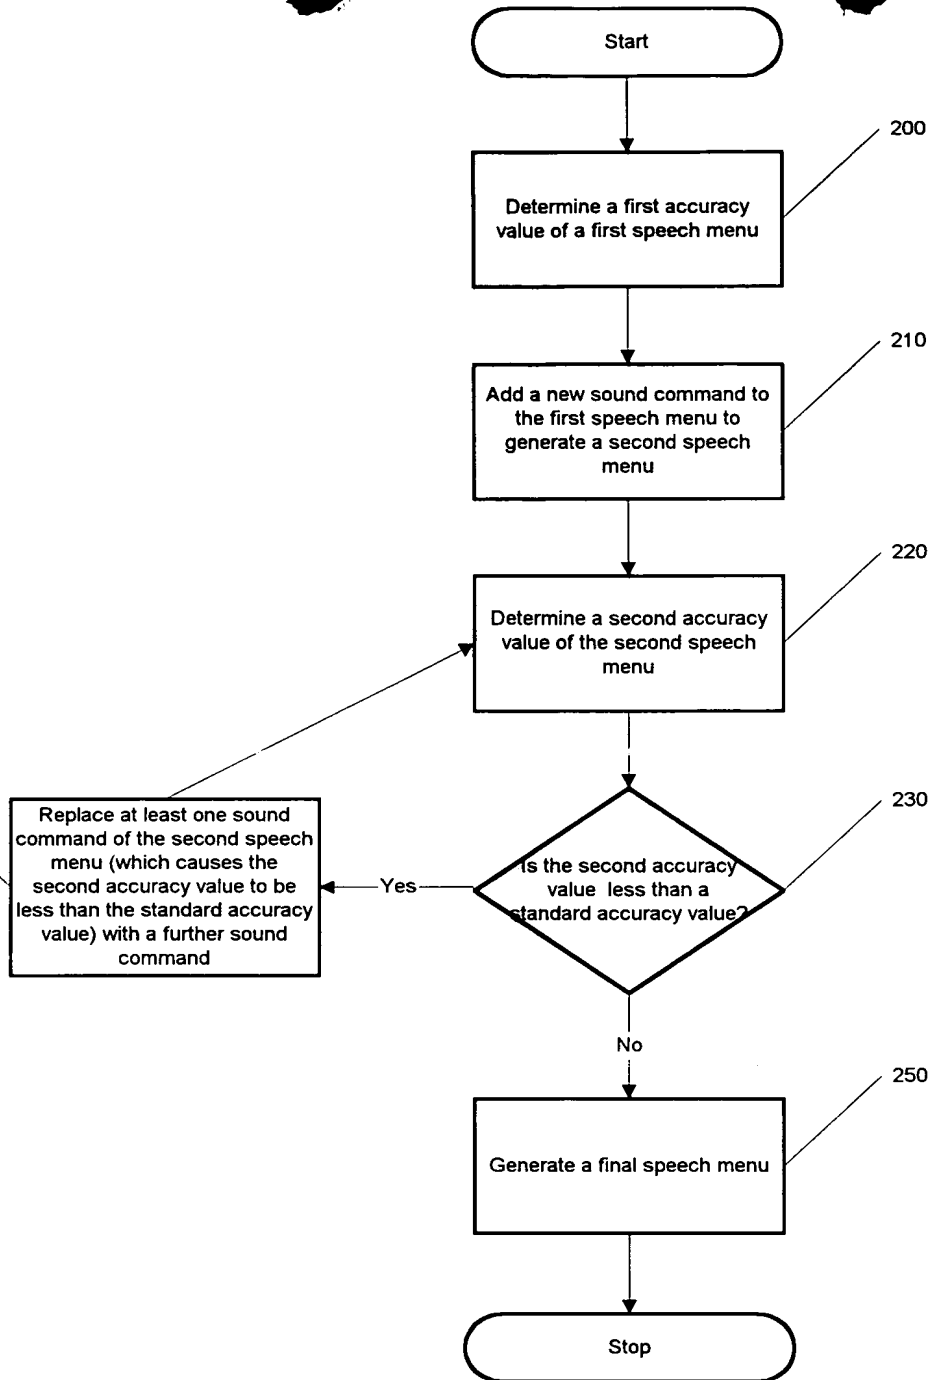 Start
200
Determine a first accuracy
value of a first speech menu
210
Add a new sound command to
the first speech menu to
generate a second speech
menu
220
Determine a second accuracy
value of the second speech
menu
230
Is the second accuracy
value less than a
standard accuracy value?
Yes
Replace at least one sound
command of the second speech
menu (which causes the
second accuracy value to be
less than the standard accuracy
value) with a further sound
command
No
250
Generate a final speech menu
Stop